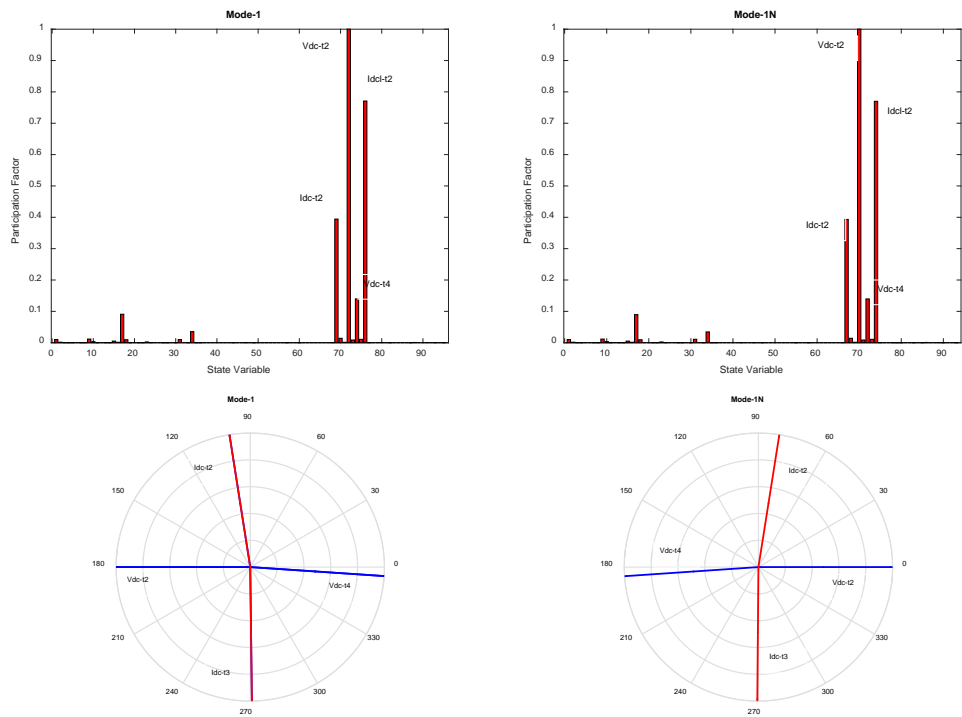 Mode-1
1
0.9
0.8
0.7
0.6
0.5
0.4
0.3
0.2
0.1
0
Participation Factor
Vdc-t2
Idcl-t2
Idc-t2
Vdc-t4
0 10 20 30 40 50 60 70 80 90
State Variable
Mode-1N
1
0.9
0.8
0.7
0.6
0.5
0.4
0.3
0.2
0.1
0
Participation Factor
Vdc-t2
Idcl-t2
Idc-t2
Vdc-t4
0 10 20 30 40 50 60 70 80 90
State Variable
Mode-1
90
120 60
Idc-t2
150 30
180 0
Vdc-t2 Vdc-t4
210 330
Idc-t3
240 300
270
Mode-1N
90
120 60
Idc-t2
150 30
Vdc-t4
180 0
Vdc-t2
210 330
Idc-t3
240 300
270